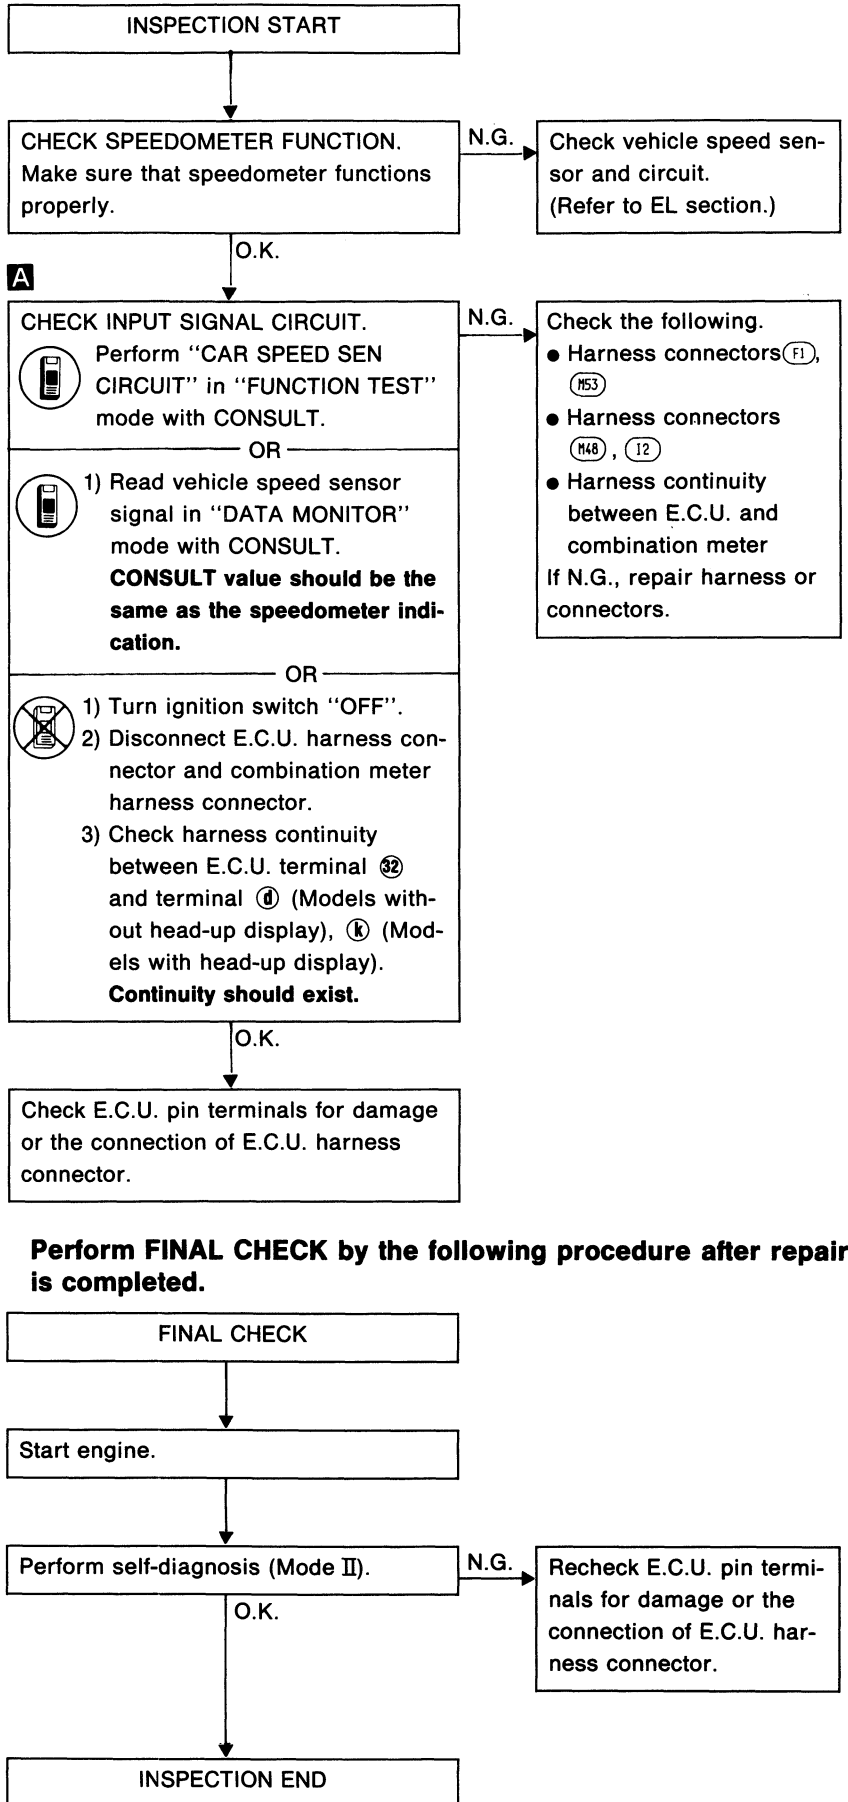 INSPECTION START
CHECK SPEEDOMETER FUNCTION.
Make sure that speedometer functions
properly.
N.G.
Check vehicle speed sen-
sor and circuit.
(Refer to EL section.)
O.K.
A
CHECK INPUT SIGNAL CIRCUIT.
Perform "CAR SPEED SEN
CIRCUIT" in "FUNCTION TEST"
mode with CONSULT.
OR
1) Read vehicle speed sensor
signal in "DATA MONITOR"
mode with CONSULT.
CONSULT value should be the
same as the speedometer indi-
cation.
OR
1) Turn ignition switch "OFF".
2) Disconnect E.C.U. harness con-
nector and combination meter
harness connector.
3) Check harness continuity
between E.C.U. terminal 32
and terminal d (Models with-
out head-up display), k (Mod-
els with head-up display).
Continuity should exist.
N.G.
Check the following.
● Harness connectors F1,
M53
● Harness connectors
M48, I2
● Harness continuity
between E.C.U. and
combination meter
If N.G., repair harness or
connectors.
O.K.
Check E.C.U. pin terminals for damage
or the connection of E.C.U. harness
connector.
Perform FINAL CHECK by the following procedure after repair
is completed.
FINAL CHECK
Start engine.
Perform self-diagnosis (Mode II).
N.G.
Recheck E.C.U. pin termi-
nals for damage or the
connection of E.C.U. har-
ness connector.
O.K.
INSPECTION END